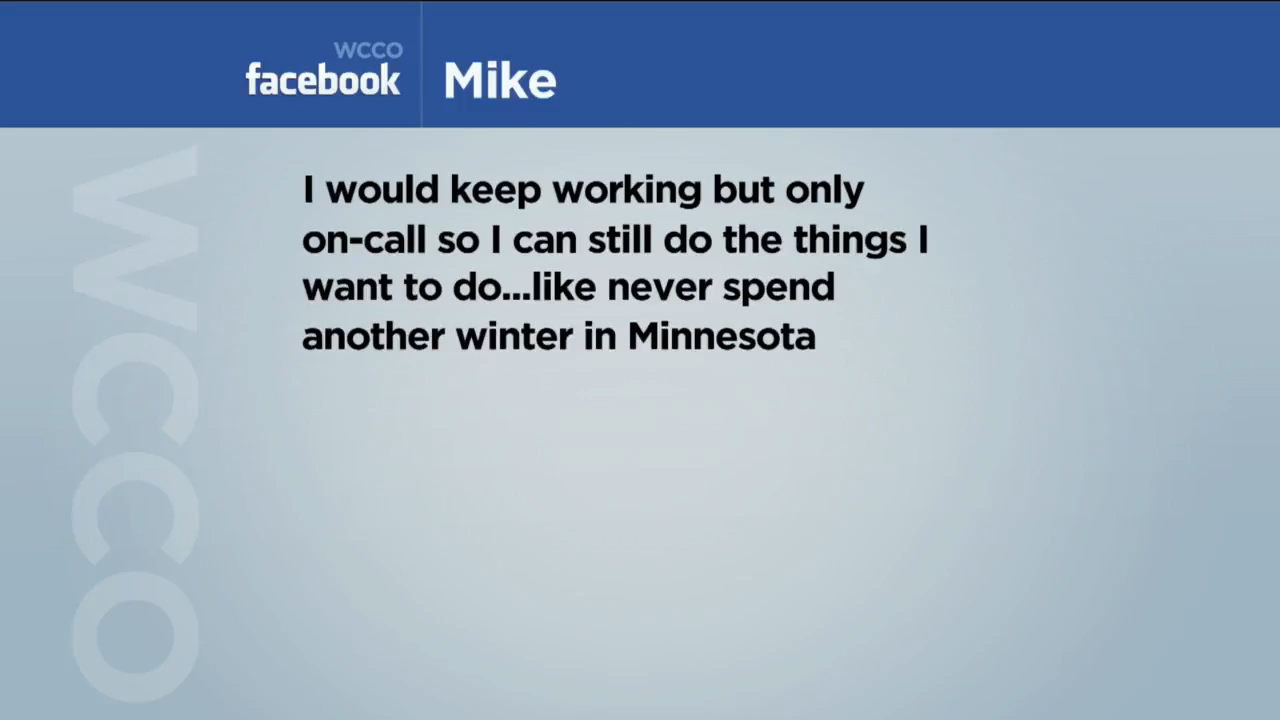 WCCO
facebook
Mike
I would keep working but only
on-call so I can still do the things I
want to do...like never spend
another winter in Minnesota
WCCO